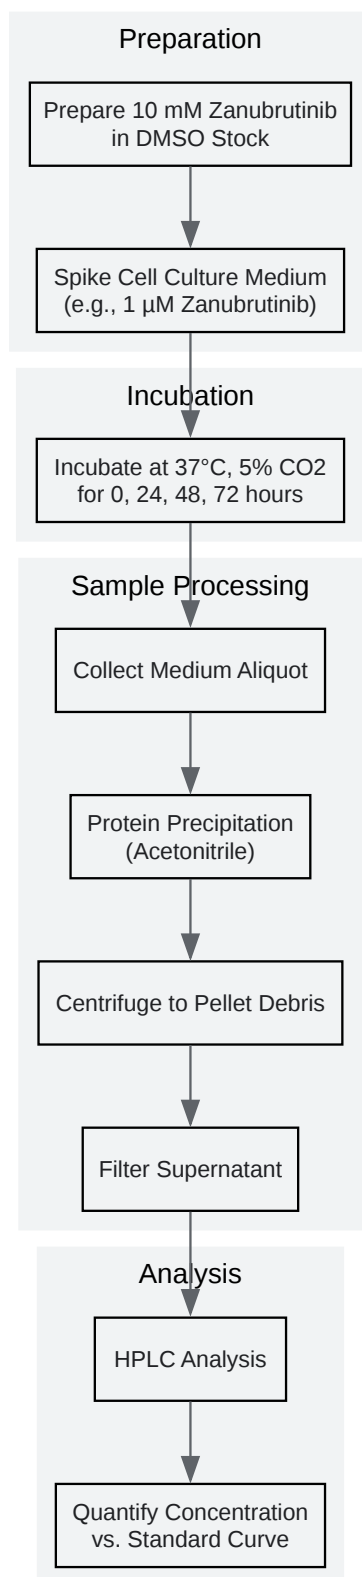 Preparation
Prepare 10 mM Zanubrutinib
in DMSO Stock
Spike Cell Culture Medium
(e.g., 1 µM Zanubrutinib)
Incubation
Incubate at 37°C, 5% CO2
for 0, 24, 48, 72 hours
Sample Processing
Collect Medium Aliquot
Protein Precipitation
(Acetonitrile)
Centrifuge to Pellet Debris
Filter Supernatant
Analysis
HPLC Analysis
Quantify Concentration
vs. Standard Curve